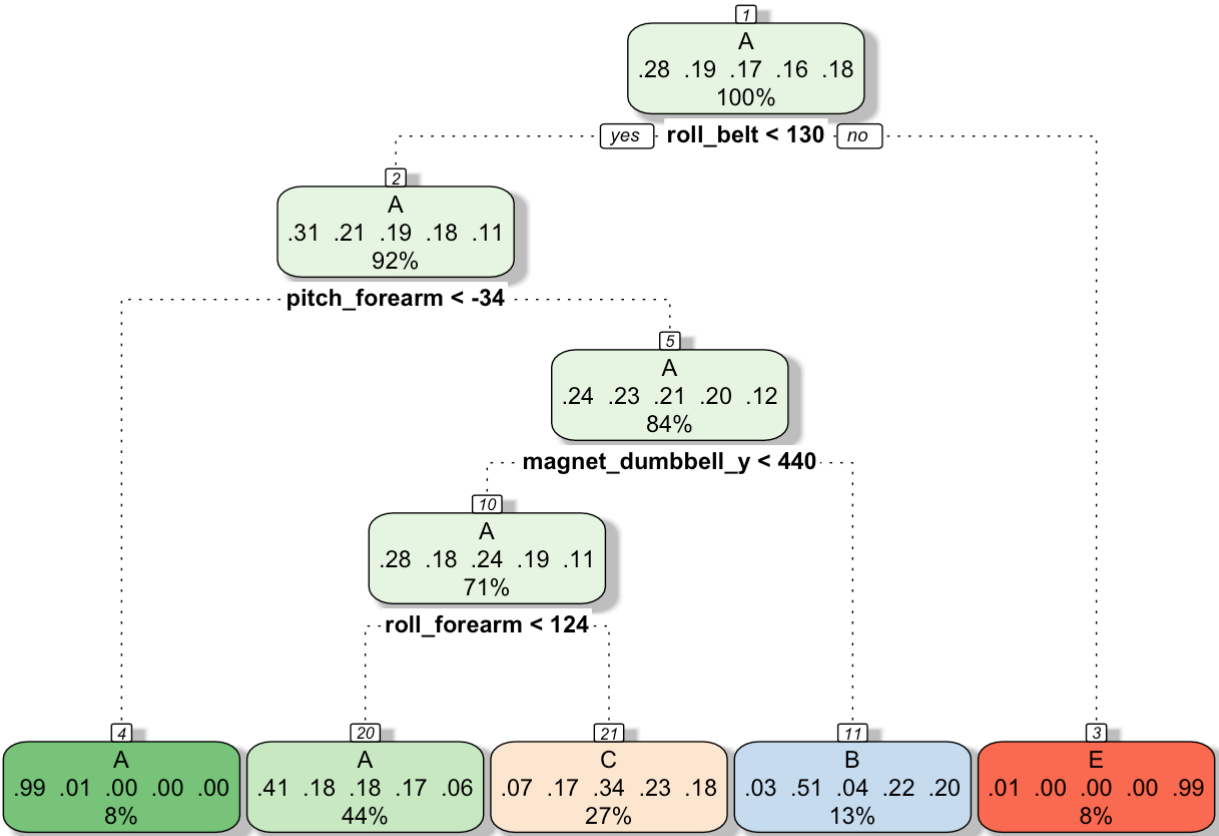 1
A
.28 .19 .17 .16 .18
100%
yes roll_belt < 130 no
2
A
.31 .21 .19 .18 .11
92%
pitch_forearm < -34
5
A
.24 .23 .21 .20 .12
84%
magnet_dumbbell_y < 440
10
A
.28 .18 .24 .19 .11
71%
roll_forearm < 124
4
A
.99 .01 .00 .00 .00
8%
20
A
.41 .18 .18 .17 .06
44%
21
C
.07 .17 .34 .23 .18
27%
11
B
.03 .51 .04 .22 .20
13%
3
E
.01 .00 .00 .00 .99
8%